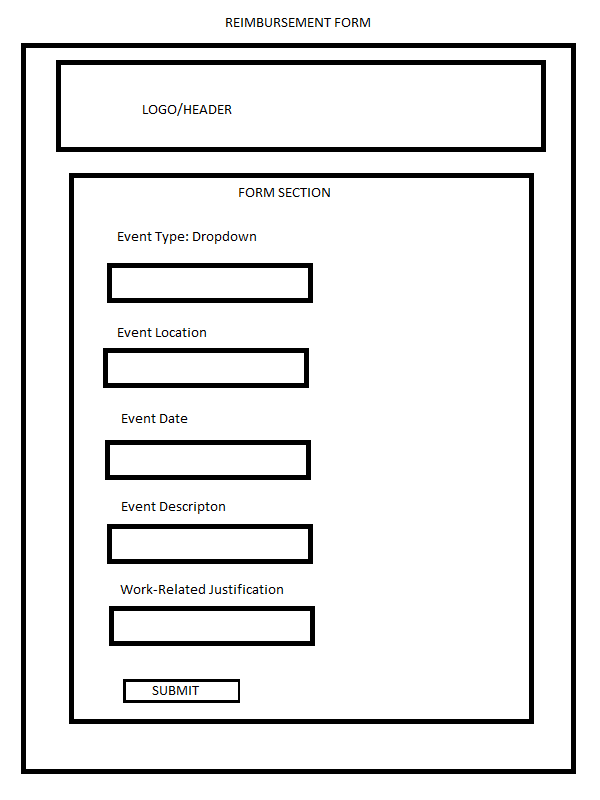 REIMBURSEMENT FORM
LOGO/HEADER
FORM SECTION
Event Type: Dropdown
Event Location
Event Date
Event Descripton
Work-Related Justification
SUBMIT